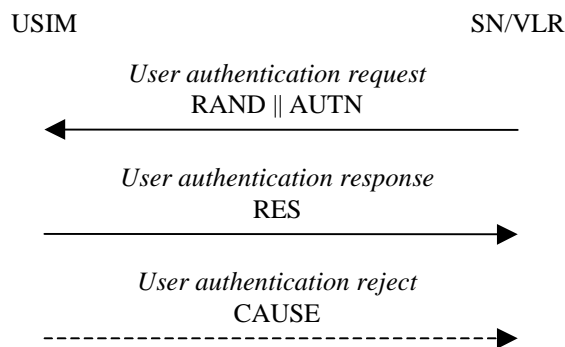 USIM SN/VLR
User authentication request
RAND || AUTN
User authentication response
RES
User authentication reject
CAUSE